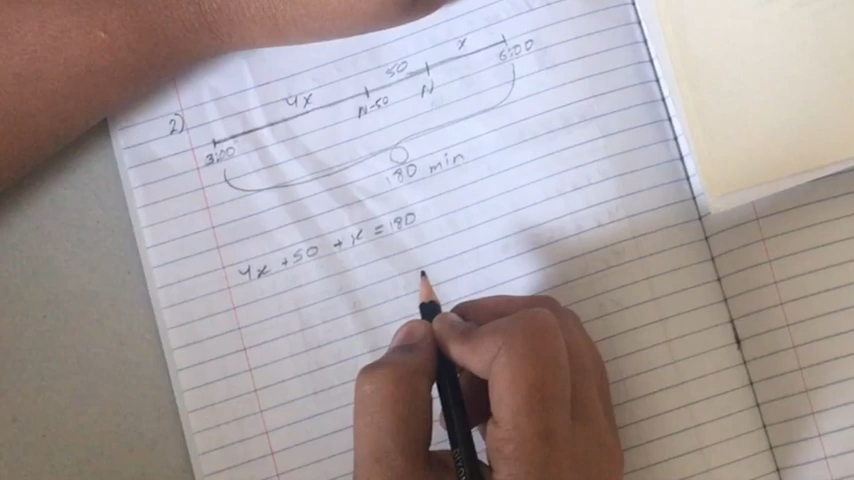 2)
4x 50 x
3:00 N-50 N 6:00
180 min
4x + 50 + x = 180